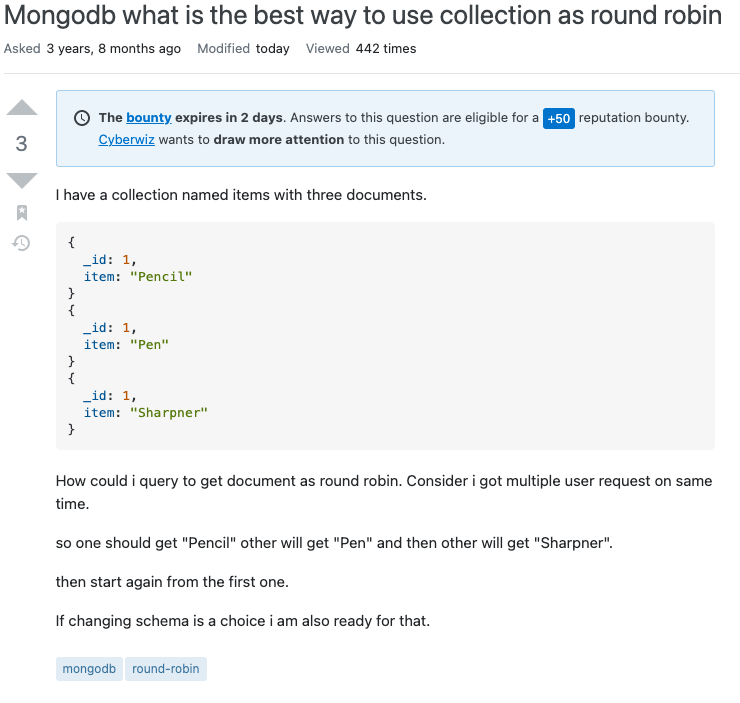 Mongodb what is the best way to use collection as round robin
Asked 3 years, 8 months ago Modified today Viewed 442 times
The bounty expires in 2 days. Answers to this question are eligible for a +50 reputation bounty.
Cyberwiz wants to draw more attention to this question.
3
I have a collection named items with three documents.
{
  _id: 1,
  item: "Pencil"
}
{
  _id: 1,
  item: "Pen"
}
{
  _id: 1,
  item: "Sharpner"
}
How could i query to get document as round robin. Consider i got multiple user request on same
time.
so one should get "Pencil" other will get "Pen" and then other will get "Sharpner".
then start again from the first one.
If changing schema is a choice i am also ready for that.
mongodb round-robin